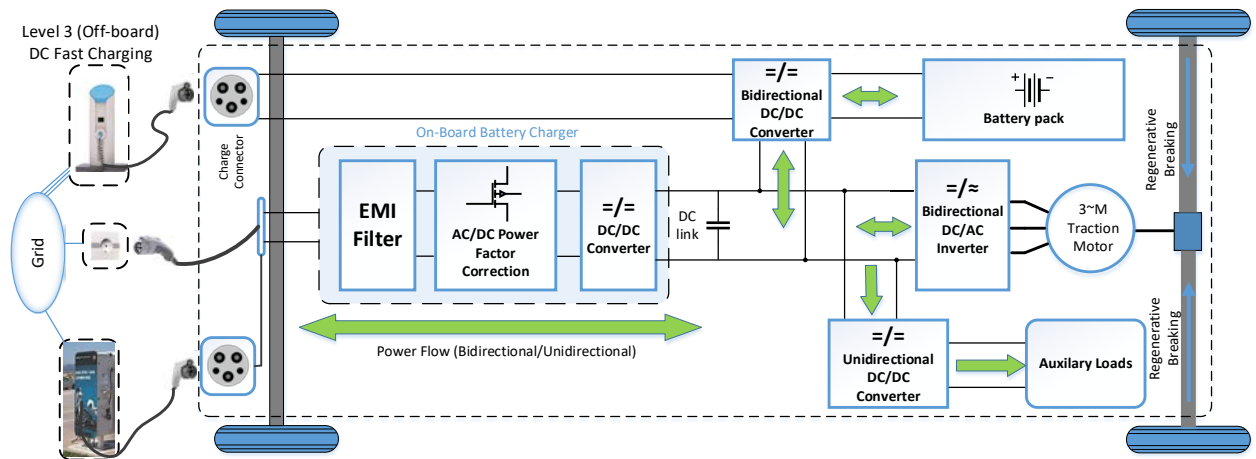 Level 3 (Off-board)
DC Fast Charging
Grid
Charge
Connector
On-Board Battery Charger
EMI
Filter
AC/DC Power
Factor
Correction
=/=
DC/DC
Converter
Power Flow (Bidirectional/Unidirectional)
DC
link
=/=
Bidirectional
DC/DC
Converter
+ −
Battery pack
=/≈
Bidirectional
DC/AC
Inverter
3~M
Traction
Motor
=/=
Unidirectional
DC/DC
Converter
Auxilary Loads
Regenerative
Breaking
Regenerative
Breaking